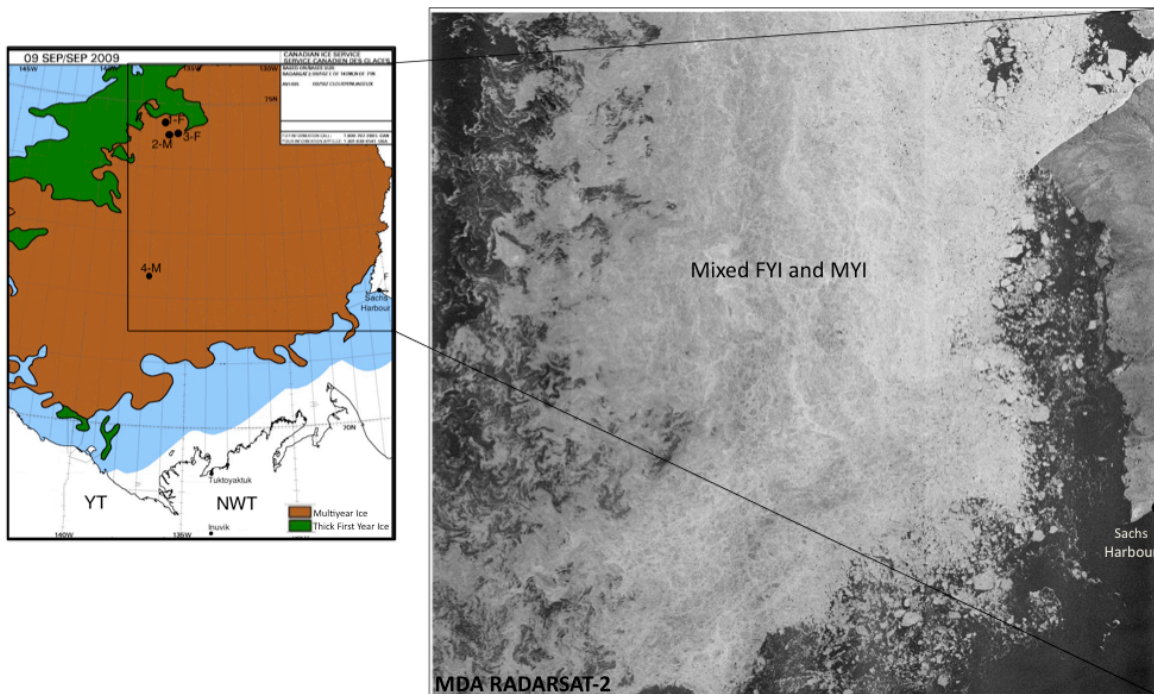 09 SEP/SEP 2009
CANADIAN ICE SERVICE
SERVICE CANADIEN DES GLACES
145W
135W
130W
75N
1-F
2-M
3-F
4-M
F
Sachs
Harbour
70N
Tuktoyaktuk
YT
NWT
Multiyear Ice
Thick First Year Ice
Inuvik
140W
135W
Mixed FYI and MYI
Sachs
Harbour
MDA RADARSAT-2